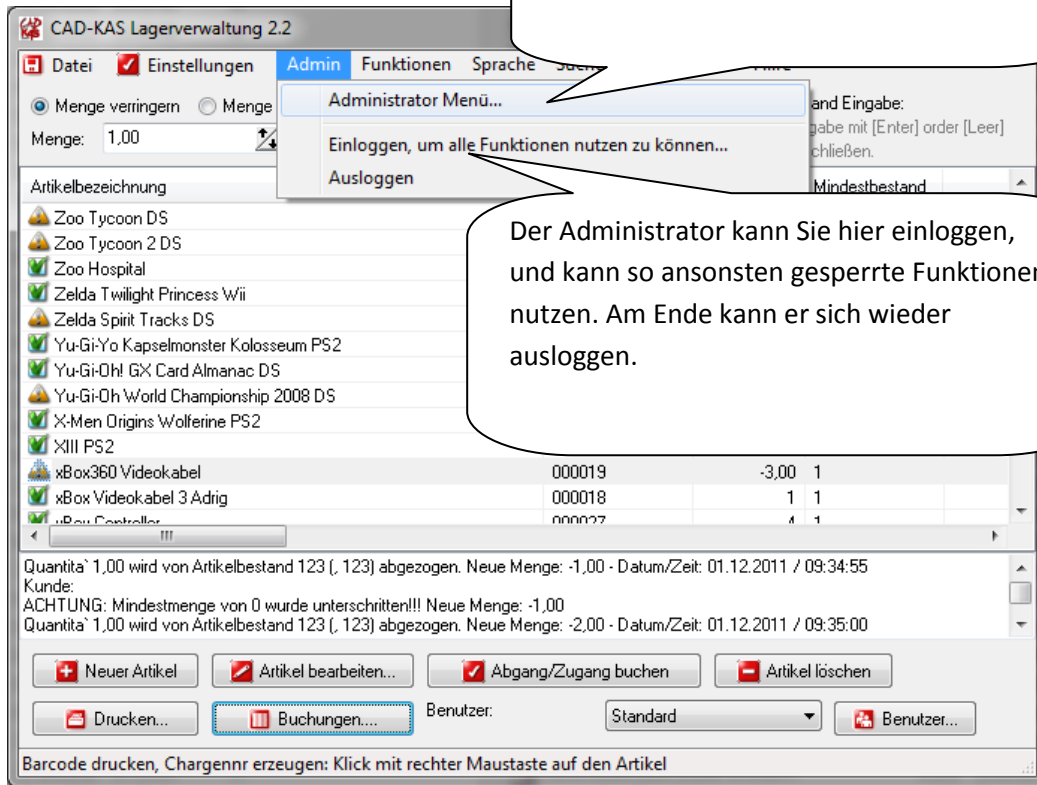 CAD-KAS Lagerverwaltung 2.2
Datei Einstellungen Admin Funktionen Sprache
Administrator Menü...
Einloggen, um alle Funktionen nutzen zu können...
Ausloggen
Menge verringern Menge
and Eingabe:
gabe mit [Enter] order [Leer]
chließen.
Menge: 1,00
Artikelbezeichnung Mindestbestand
Zoo Tycoon DS
Zoo Tycoon 2 DS
Zoo Hospital
Zelda Twilight Princess Wii
Zelda Spirit Tracks DS
Yu-Gi-Yo Kapselmonster Kolosseum PS2
Yu-Gi-Oh! GX Card Almanac DS
Yu-Gi-Oh World Championship 2008 DS
X-Men Origins Wolferine PS2
XIII PS2
xBox360 Videokabel 000019 -3,00 1
xBox Videokabel 3 Adrig 000018 1 1
xBox Controller 000027 4 1
Der Administrator kann Sie hier einloggen,
und kann so ansonsten gesperrte Funktionen
nutzen. Am Ende kann er sich wieder
ausloggen.
Quantita` 1,00 wird von Artikelbestand 123 (, 123) abgezogen. Neue Menge: -1,00 - Datum/Zeit: 01.12.2011 / 09:34:55
Kunde:
ACHTUNG: Mindestmenge von 0 wurde unterschritten!!! Neue Menge: -1,00
Quantita` 1,00 wird von Artikelbestand 123 (, 123) abgezogen. Neue Menge: -2,00 - Datum/Zeit: 01.12.2011 / 09:35:00
Neuer Artikel Artikel bearbeiten... Abgang/Zugang buchen Artikel löschen
Drucken... Buchungen.... Benutzer: Standard Benutzer...
Barcode drucken, Chargennr erzeugen: Klick mit rechter Maustaste auf den Artikel